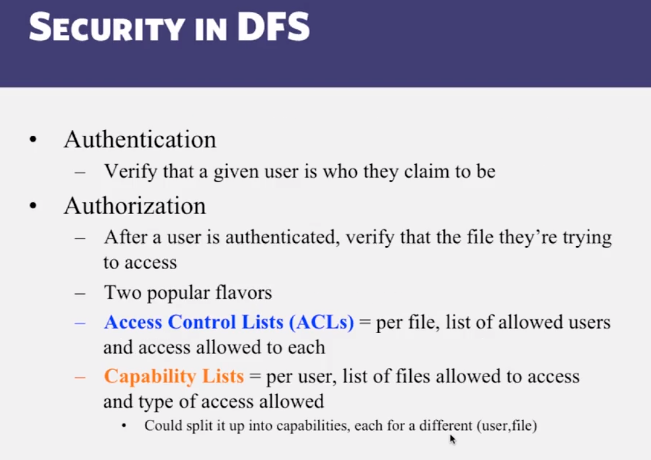 SECURITY IN DFS
• Authentication
– Verify that a given user is who they claim to be
• Authorization
– After a user is authenticated, verify that the file they're trying
to access
– Two popular flavors
– Access Control Lists (ACLs) = per file, list of allowed users
and access allowed to each
– Capability Lists = per user, list of files allowed to access
and type of access allowed
• Could split it up into capabilities, each for a different (user,file)